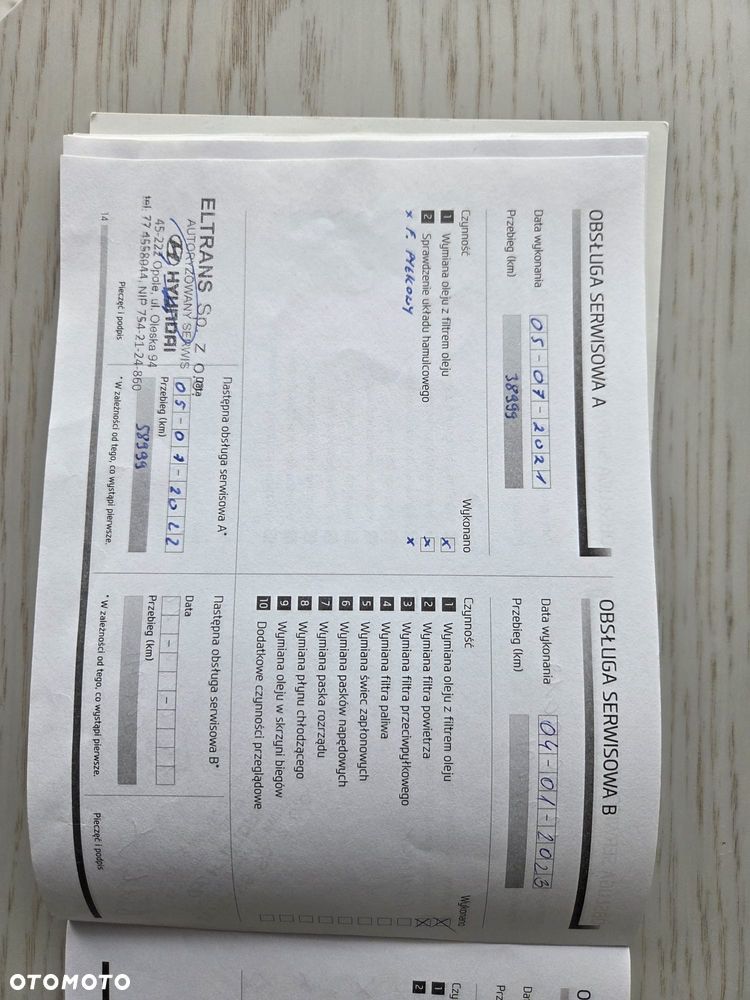 OBSŁUGA SERWISOWA A
Data wykonania 05-07-2021
Przebieg (km) 38999
Czynność Wykonano
1 Wymiana oleju z filtrem oleju x
2 Sprawdzenie układu hamulcowego x
x F. PYŁKOWY x
Następna obsługa serwisowa A*
Data 05-07-2022
Przebieg (km) 58999
* W zależności od tego, co wystąpi pierwsze.
ELTRANS Sp. z o.o.
AUTORYZOWANY SERWIS
HYUNDAI
45-222 Opole, ul. Oleska 94
tel. 77 4558944, NIP 754-21-24-860
Pieczęć i podpis
14
OBSŁUGA SERWISOWA B
Data wykonania 04-01-2023
Przebieg (km)
Czynność Wykonano
1 Wymiana oleju z filtrem oleju x
2 Wymiana filtra powietrza x
3 Wymiana filtra przeciwpyłkowego
4 Wymiana filtra paliwa
5 Wymiana świec zapłonowych
6 Wymiana pasków napędowych
7 Wymiana paska rozrządu
8 Wymiana płynu chłodzącego
9 Wymiana oleju w skrzyni biegów
10 Dodatkowe czynności przeglądowe
Następna obsługa serwisowa B*
Data - -
Przebieg (km)
* W zależności od tego, co wystąpi pierwsze.
Pieczęć i podpis
1
2
OTOMOTO